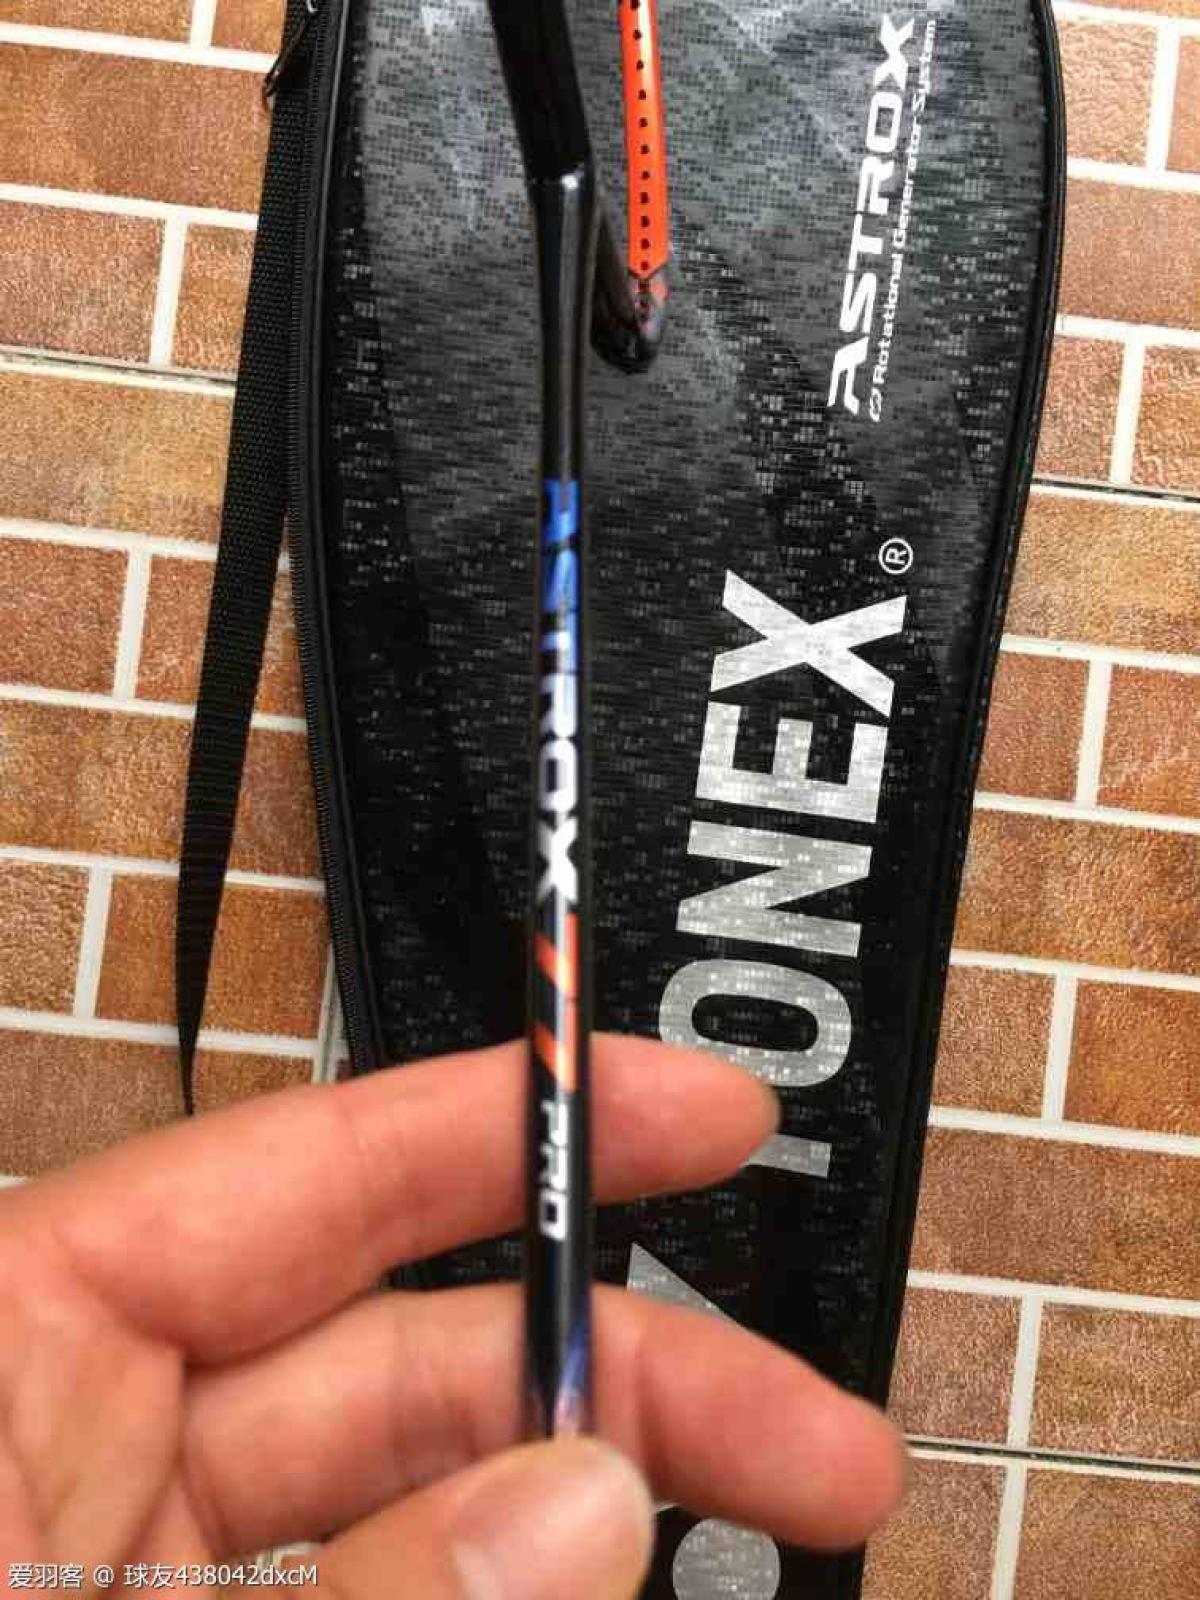 ASTROX
Rotational Generator System
YONEX®
ASTROX // PRO
爱羽客 @ 球友438042dxcM